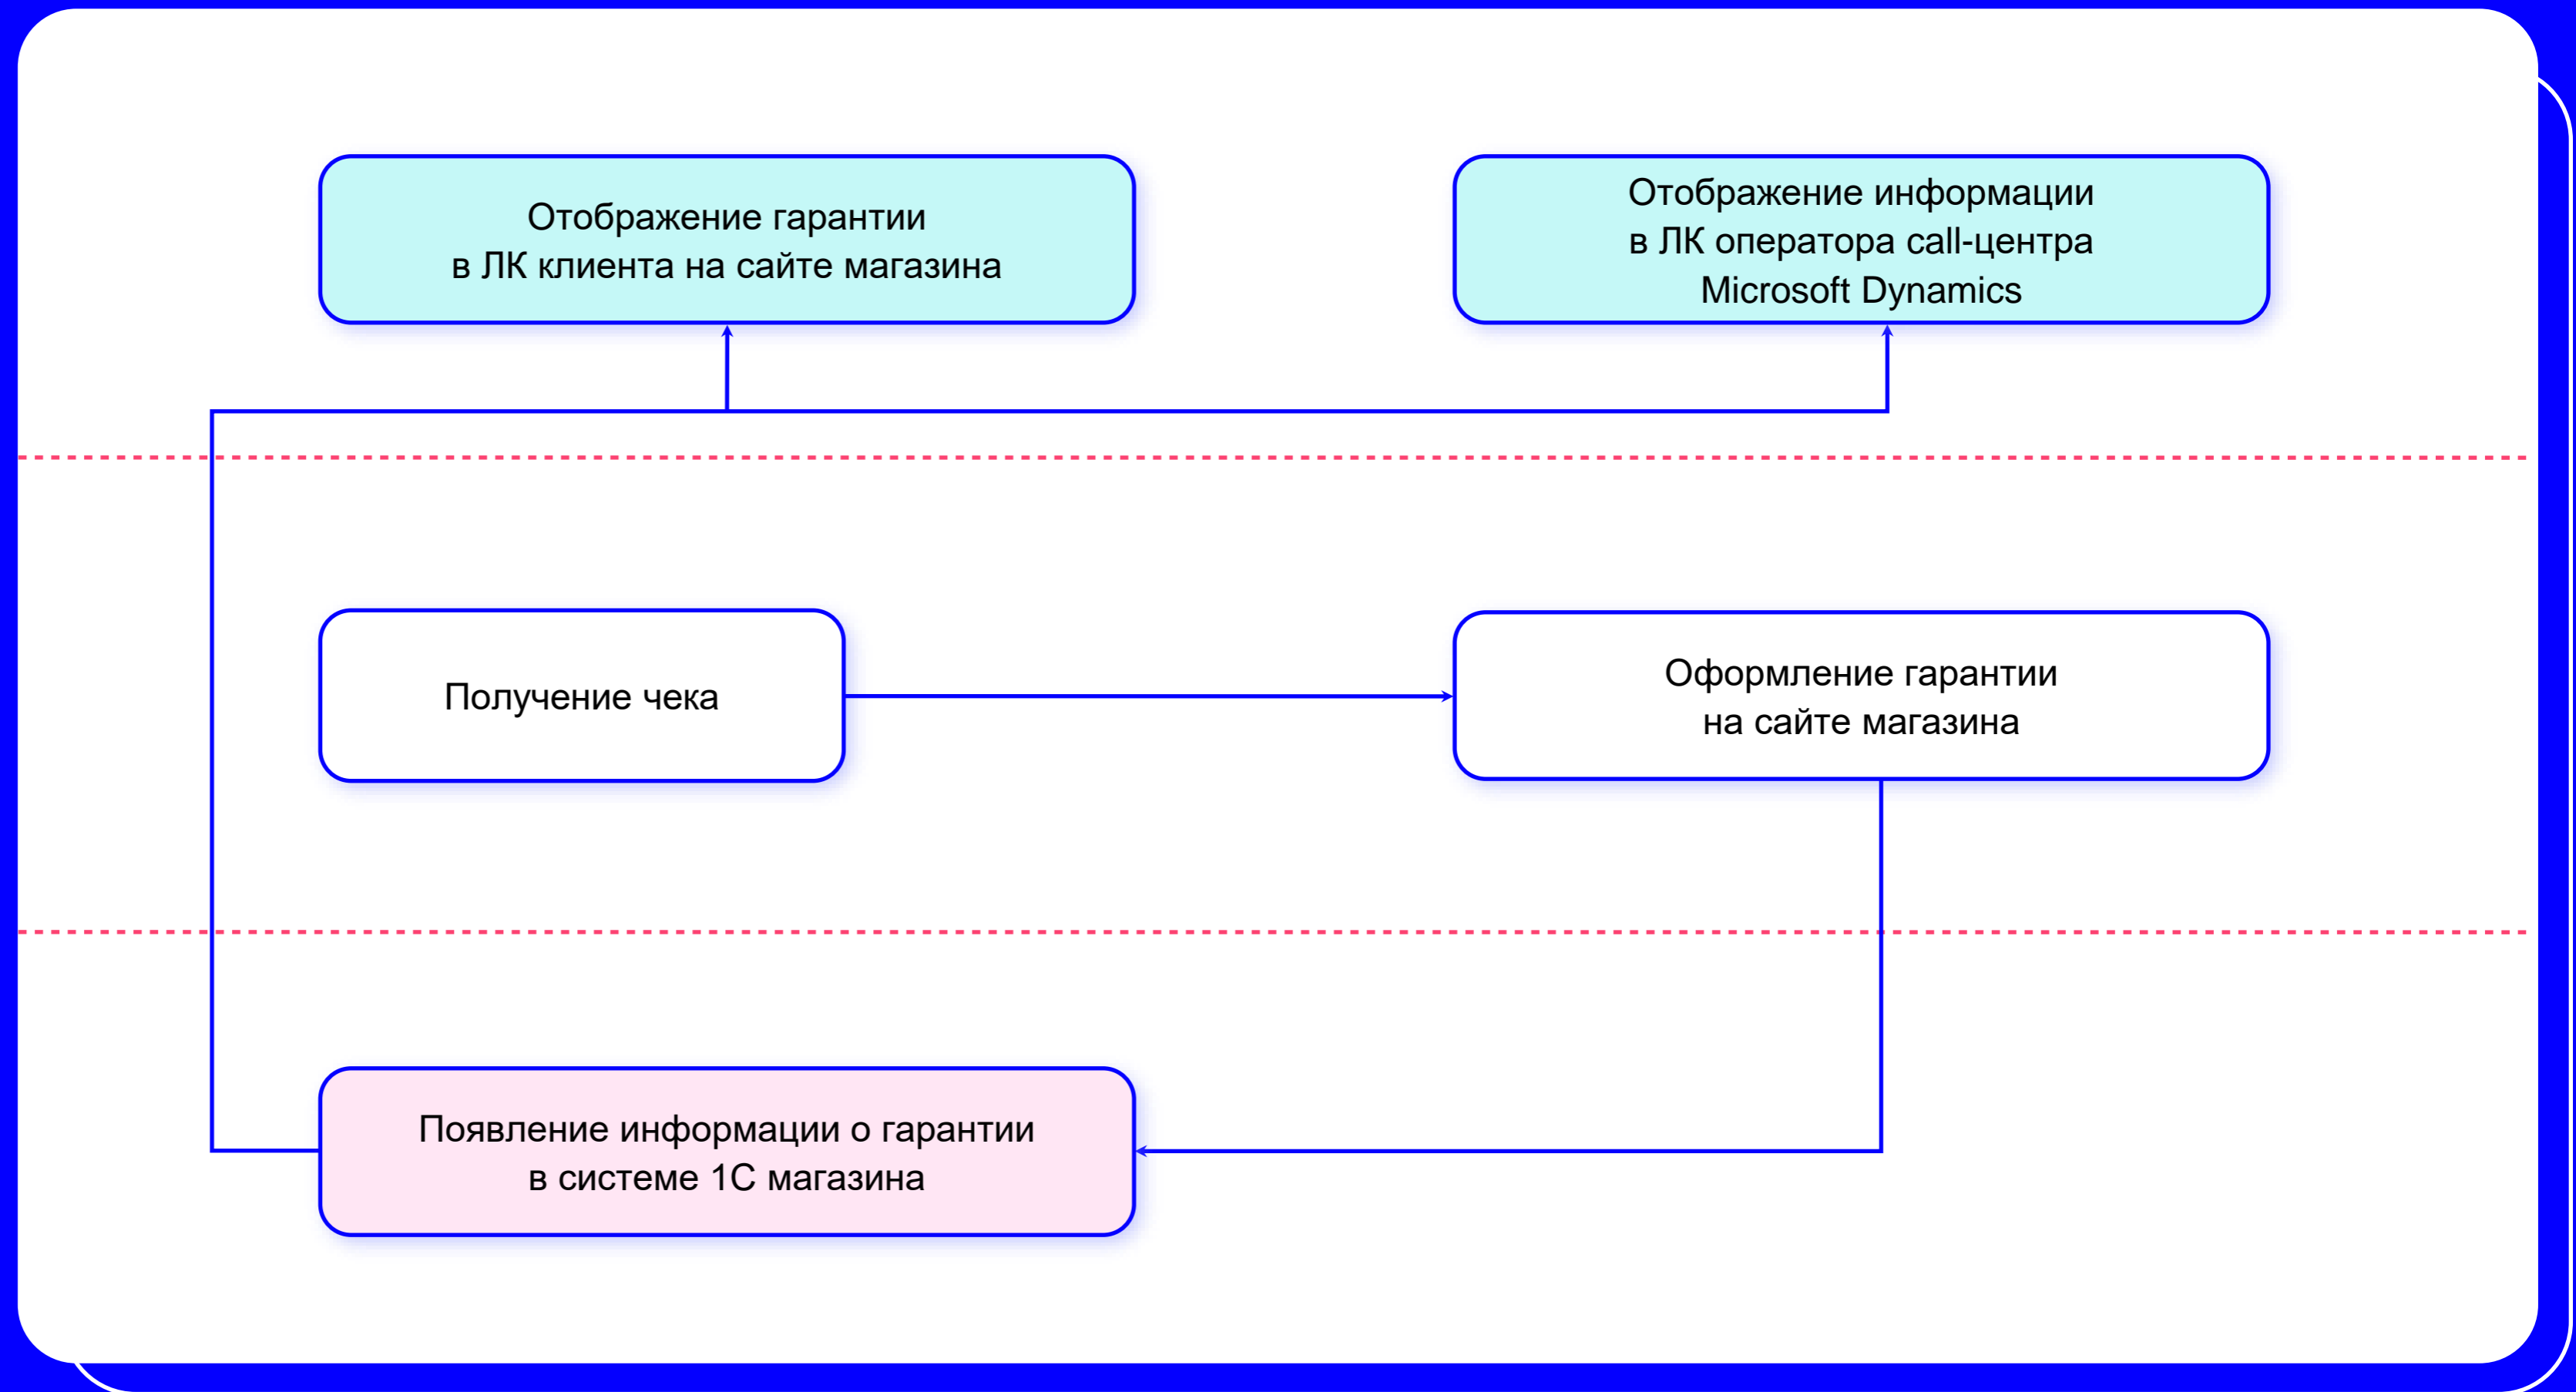 Отображение гарантии
в ЛК клиента на сайте магазина
Отображение информации
в ЛК оператора call-центра
Microsoft Dynamics
Получение чека
Оформление гарантии
на сайте магазина
Появление информации о гарантии
в системе 1С магазина